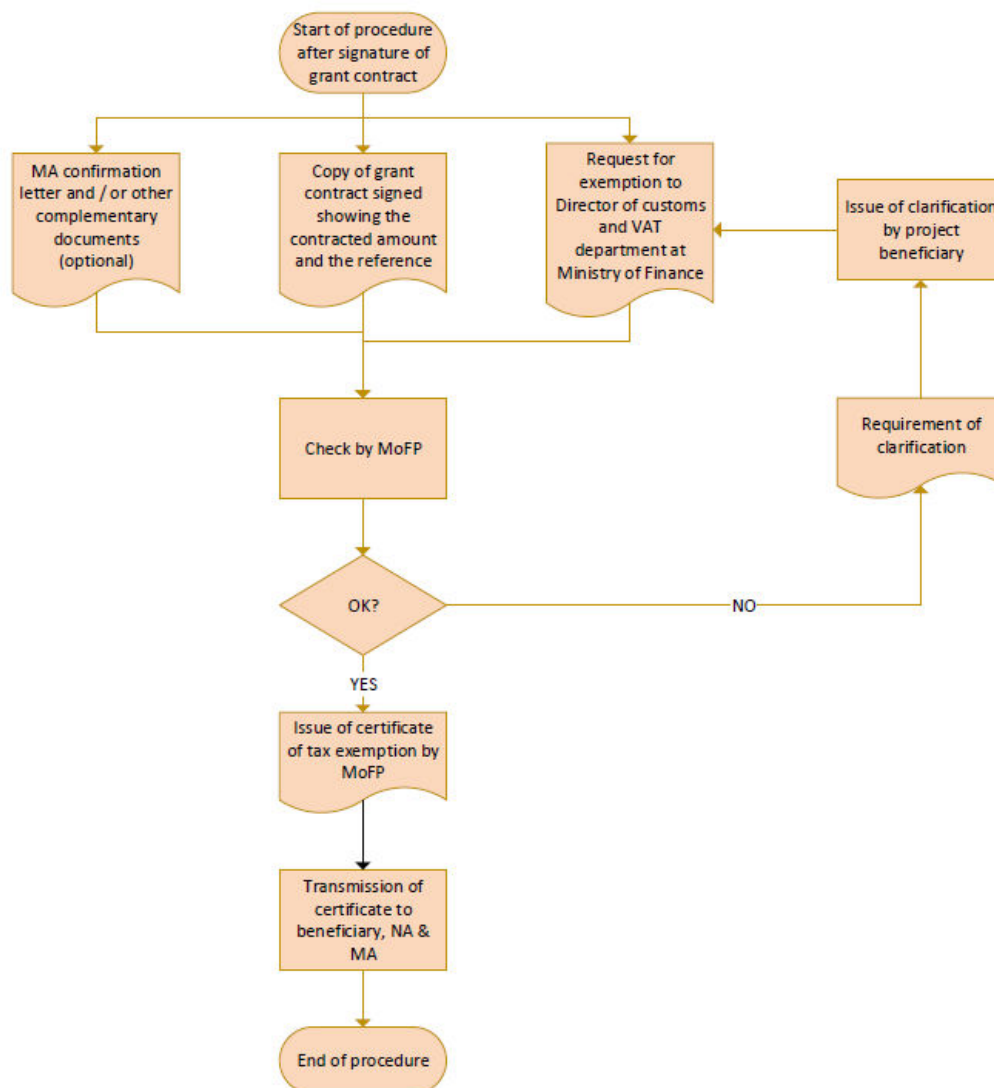 Start of procedure
after signature of
grant contract
MA confirmation
letter and / or other
complementary
documents
(optional)
Copy of grant
contract signed
showing the
contracted amount
and the reference
Request for
exemption to
Director of customs
and VAT
department at
Ministry of Finance
Issue of clarification
by project
beneficiary
Requirement of
clarification
Check by MoFP
OK?
NO
YES
Issue of certificate
of tax exemption by
MoFP
Transmission of
certificate to
beneficiary, NA &
MA
End of procedure